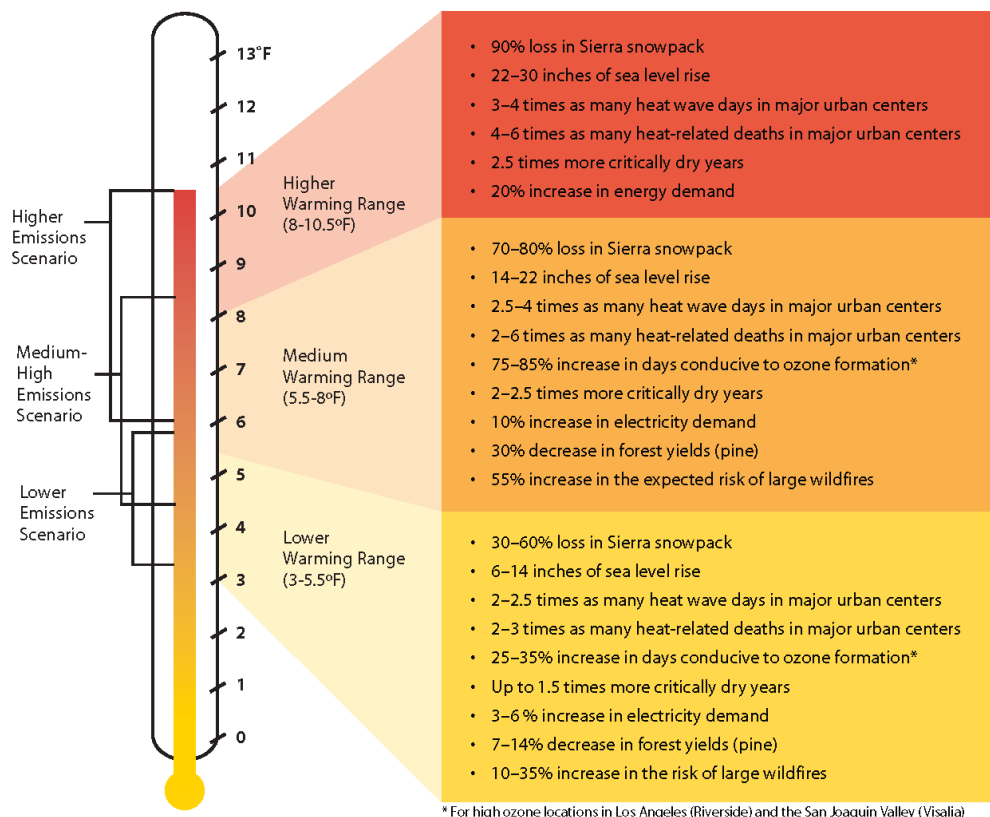 13°F
12
11
10
9
8
7
6
5
4
3
2
1
0
Higher
Emissions
Scenario
Medium-
High
Emissions
Scenario
Lower
Emissions
Scenario
Higher
Warming Range
(8-10.5ºF)
Medium
Warming Range
(5.5-8ºF)
Lower
Warming Range
(3-5.5ºF)
• 90% loss in Sierra snowpack
• 22–30 inches of sea level rise
• 3–4 times as many heat wave days in major urban centers
• 4–6 times as many heat-related deaths in major urban centers
• 2.5 times more critically dry years
• 20% increase in energy demand
• 70–80% loss in Sierra snowpack
• 14–22 inches of sea level rise
• 2.5–4 times as many heat wave days in major urban centers
• 2–6 times as many heat-related deaths in major urban centers
• 75–85% increase in days conducive to ozone formation*
• 2–2.5 times more critically dry years
• 10% increase in electricity demand
• 30% decrease in forest yields (pine)
• 55% increase in the expected risk of large wildfires
• 30–60% loss in Sierra snowpack
• 6–14 inches of sea level rise
• 2–2.5 times as many heat wave days in major urban centers
• 2–3 times as many heat-related deaths in major urban centers
• 25–35% increase in days conducive to ozone formation*
• Up to 1.5 times more critically dry years
• 3–6 % increase in electricity demand
• 7–14% decrease in forest yields (pine)
• 10–35% increase in the risk of large wildfires
* For high ozone locations in Los Angeles (Riverside) and the San Joaquin Valley (Visalia)